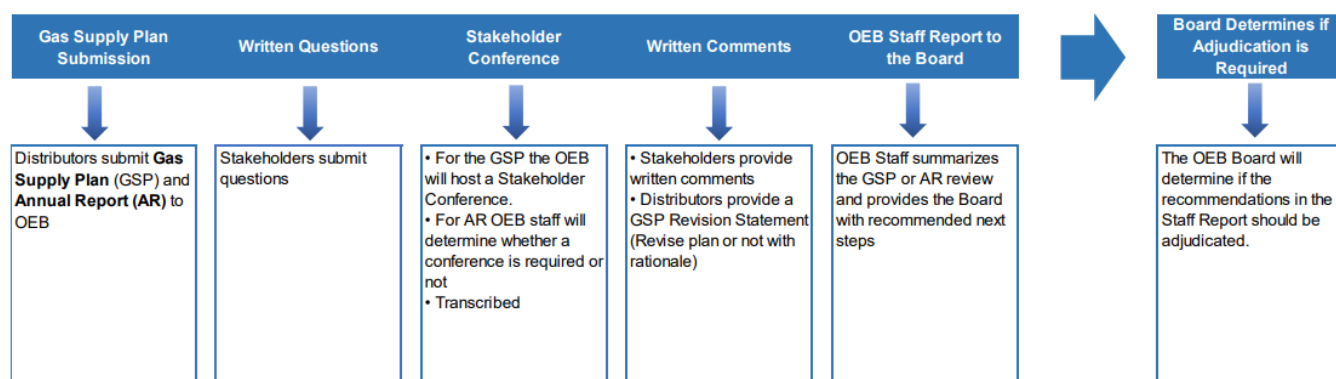 Gas Supply Plan
Submission
Written Questions
Stakeholder
Conference
Written Comments
OEB Staff Report to
the Board
Board Determines if
Adjudication is
Required
Distributors submit Gas
Supply Plan (GSP) and
Annual Report (AR) to
OEB
Stakeholders submit
questions
• For the GSP the OEB
will host a Stakeholder
Conference.
• For AR OEB staff will
determine whether a
conference is required or
not
• Transcribed
• Stakeholders provide
written comments
• Distributors provide a
GSP Revision Statement
(Revise plan or not with
rationale)
OEB Staff summarizes
the GSP or AR review
and provides the Board
with recommended next
steps
The OEB Board will
determine if the
recommendations in the
Staff Report should be
adjudicated.